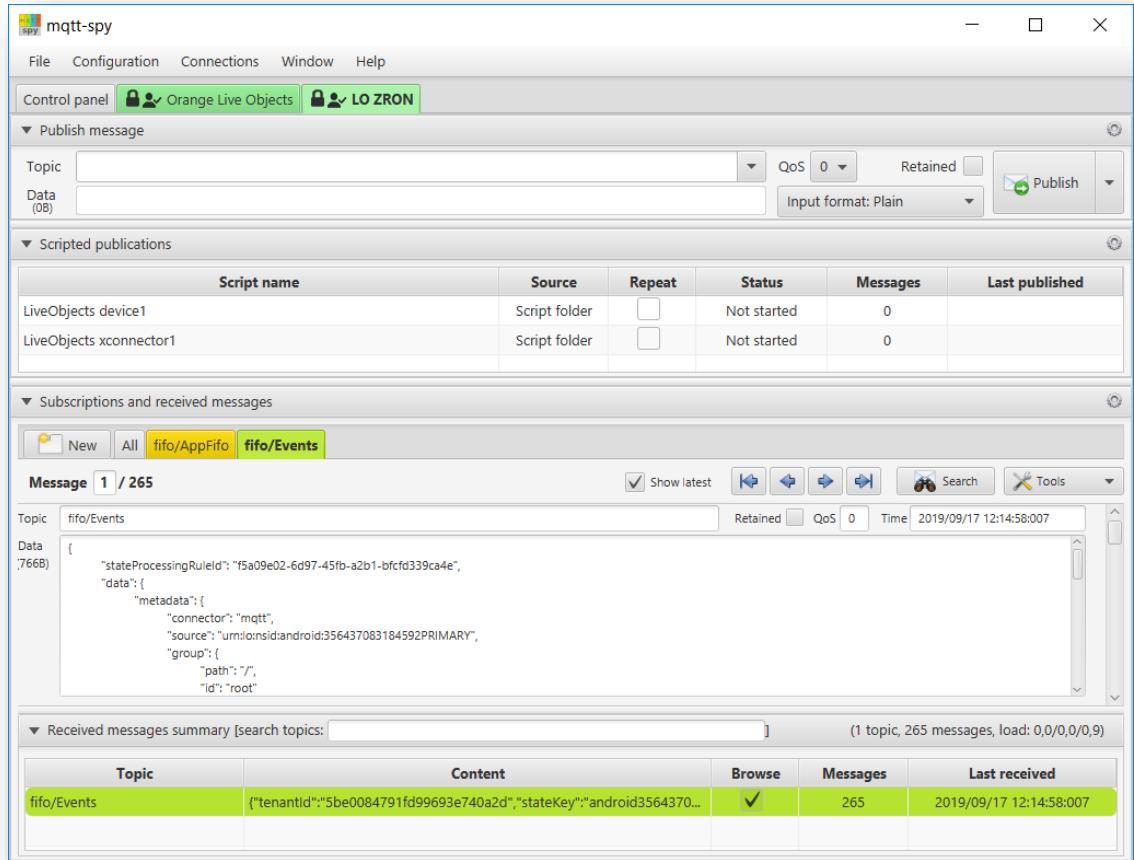 spy mqtt-spy
File Configuration Connections Window Help
Control panel Orange Live Objects LO ZRON
Publish message
Topic QoS 0 Retained Publish
Data (0B) Input format: Plain
Scripted publications
Script name Source Repeat Status Messages Last published
LiveObjects device1 Script folder Not started 0
LiveObjects xconnector1 Script folder Not started 0
Subscriptions and received messages
New All fifo/AppFifo fifo/Events
Message 1 / 265 Show latest Search Tools
Topic fifo/Events Retained QoS 0 Time 2019/09/17 12:14:58:007
Data (766B) {
"stateProcessingRuleId": "f5a09e02-6d97-45fb-a2b1-bfcfd339ca4e",
"data": {
"metadata": {
"connector": "mqtt",
"source": "urn:lo:nsid:android:356437083184592PRIMARY",
"group": {
"path": "/",
"id": "root"
Received messages summary [search topics: ] (1 topic, 265 messages, load: 0,0/0,0/0,9)
Topic Content Browse Messages Last received
fifo/Events {"tenantId":"5be0084791fd99693e740a2d","stateKey":"android3564370... 265 2019/09/17 12:14:58:007